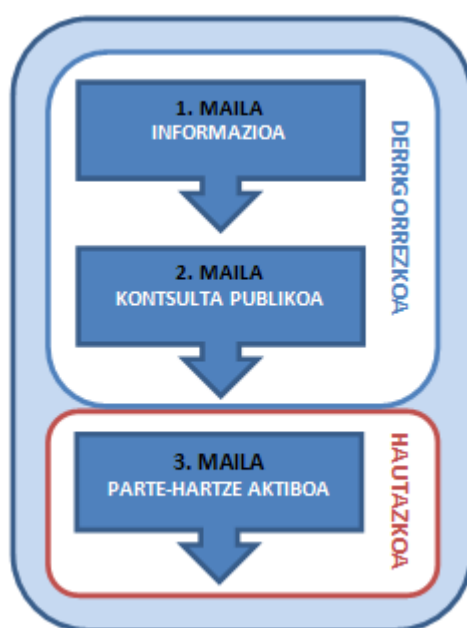 1. MAILA
INFORMAZIOA
2. MAILA
KONTSULTA PUBLIKOA
DERRIGORREZKOA
3. MAILA
PARTE-HARTZE AKTIBOA
HAUTAZKOA